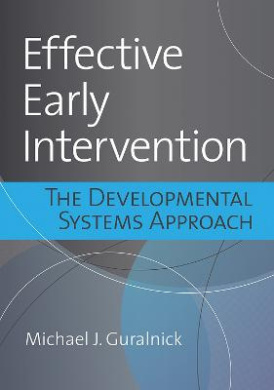 Effective
Early
Intervention
The Developmental
Systems Approach
Michael J. Guralnick